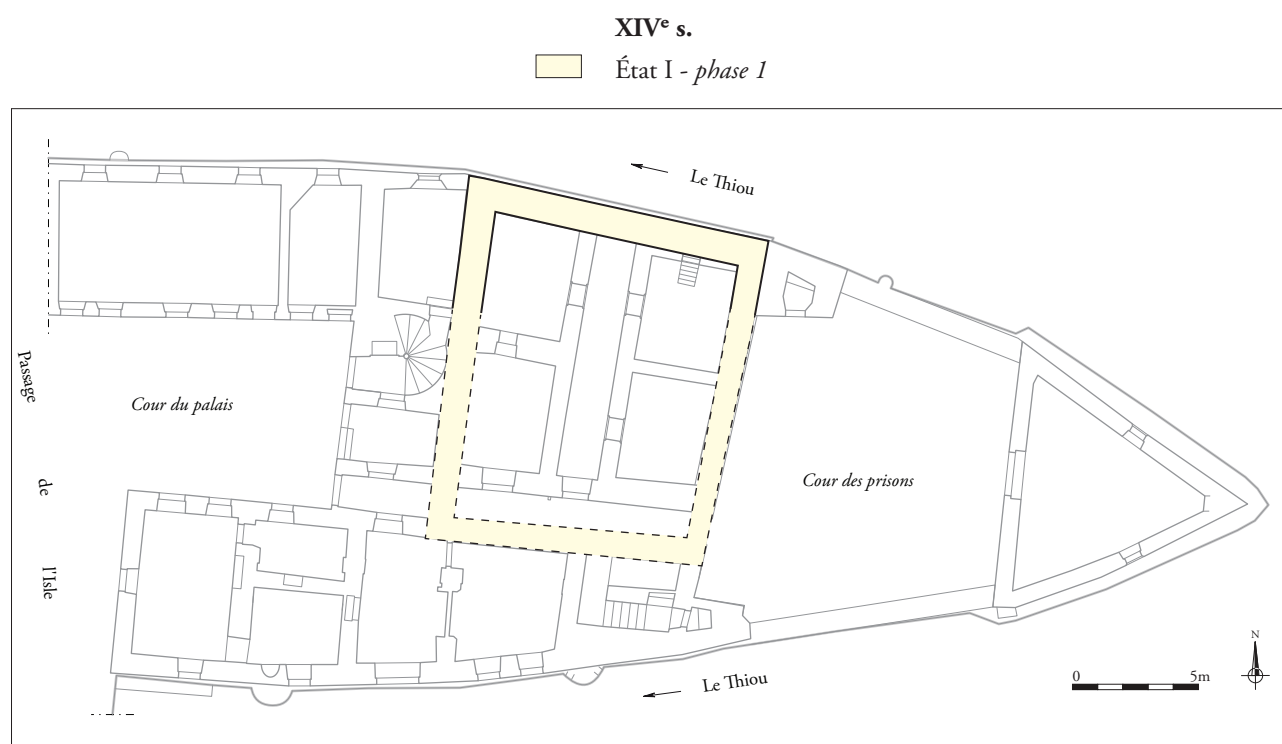 XIVᵉ s.
État I - phase 1
Le Thiou
Passage
de
l'Isle
Cour du palais
Cour des prisons
Le Thiou
0 5m
N